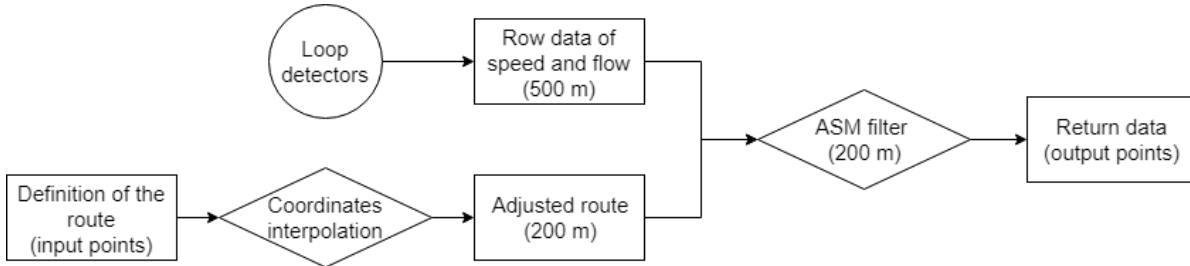 Loop
detectors
Row data of
speed and flow
(500 m)
ASM filter
(200 m)
Return data
(output points)
Definition of the
route
(input points)
Coordinates
interpolation
Adjusted route
(200 m)